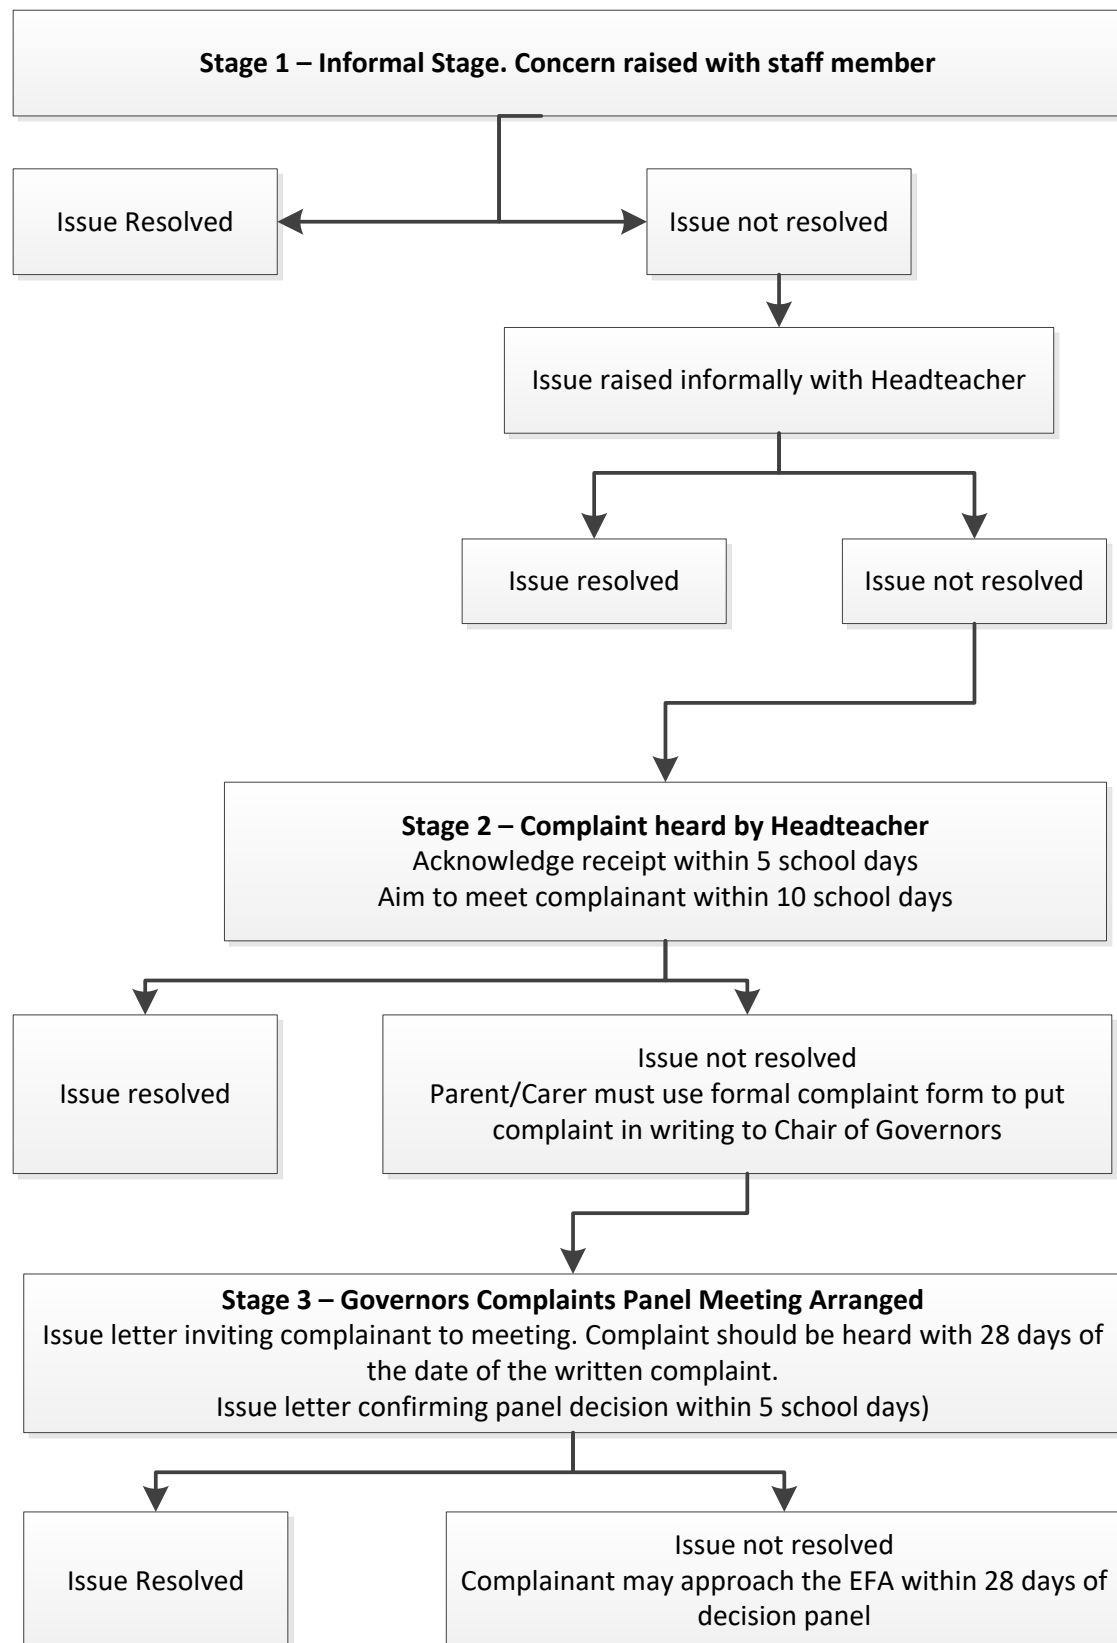 Stage 1 – Informal Stage. Concern raised with staff member
Issue Resolved
Issue not resolved
Issue raised informally with Headteacher
Issue resolved
Issue not resolved
Stage 2 – Complaint heard by Headteacher
Acknowledge receipt within 5 school days
Aim to meet complainant within 10 school days
Issue resolved
Issue not resolved
Parent/Carer must use formal complaint form to put
complaint in writing to Chair of Governors
Stage 3 – Governors Complaints Panel Meeting Arranged
Issue letter inviting complainant to meeting. Complaint should be heard with 28 days of
the date of the written complaint.
Issue letter confirming panel decision within 5 school days)
Issue Resolved
Issue not resolved
Complainant may approach the EFA within 28 days of
decision panel